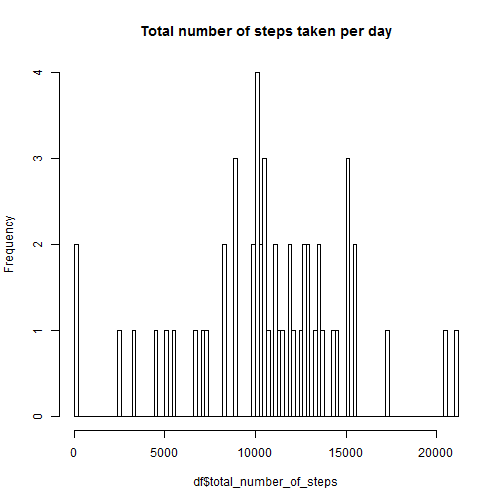 Total number of steps taken per day
4
3
2
1
0
Frequency
0 5000 10000 15000 20000
df$total_number_of_steps